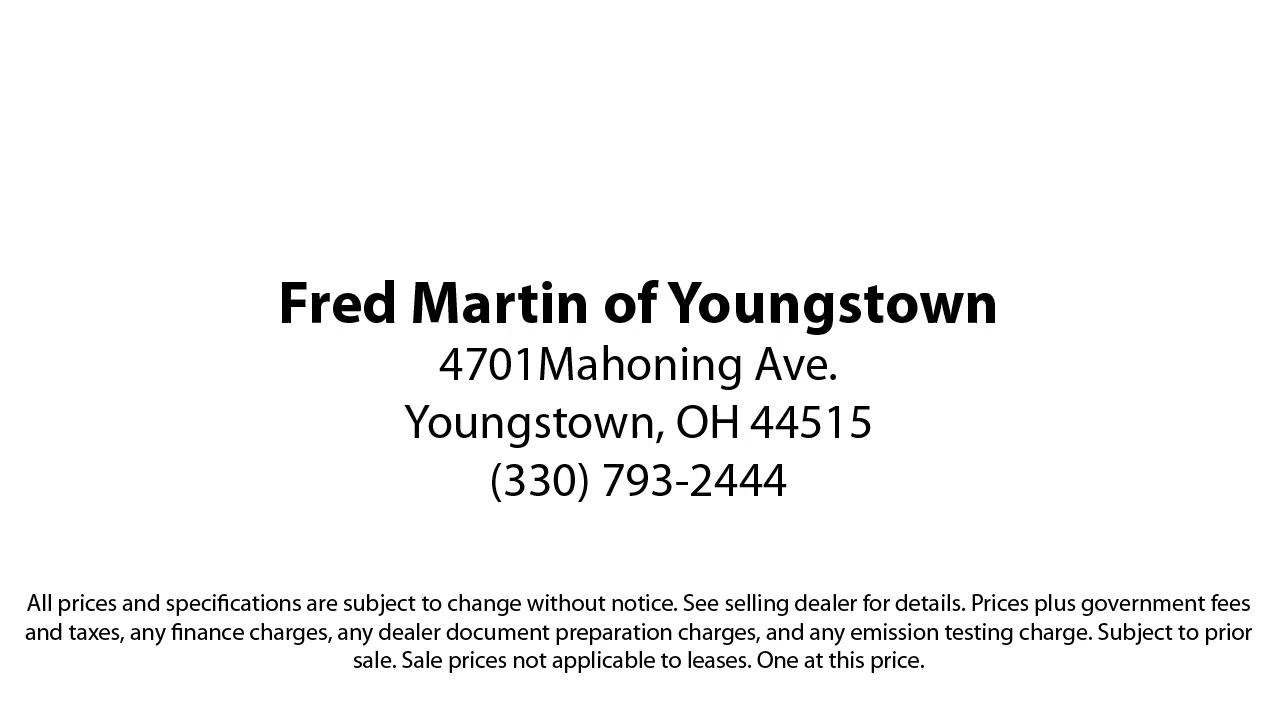 Fred Martin of Youngstown
4701Mahoning Ave.
Youngstown, OH 44515
(330) 793-2444
All prices and specifications are subject to change without notice. See selling dealer for details. Prices plus government fees
and taxes, any finance charges, any dealer document preparation charges, and any emission testing charge. Subject to prior
sale. Sale prices not applicable to leases. One at this price.